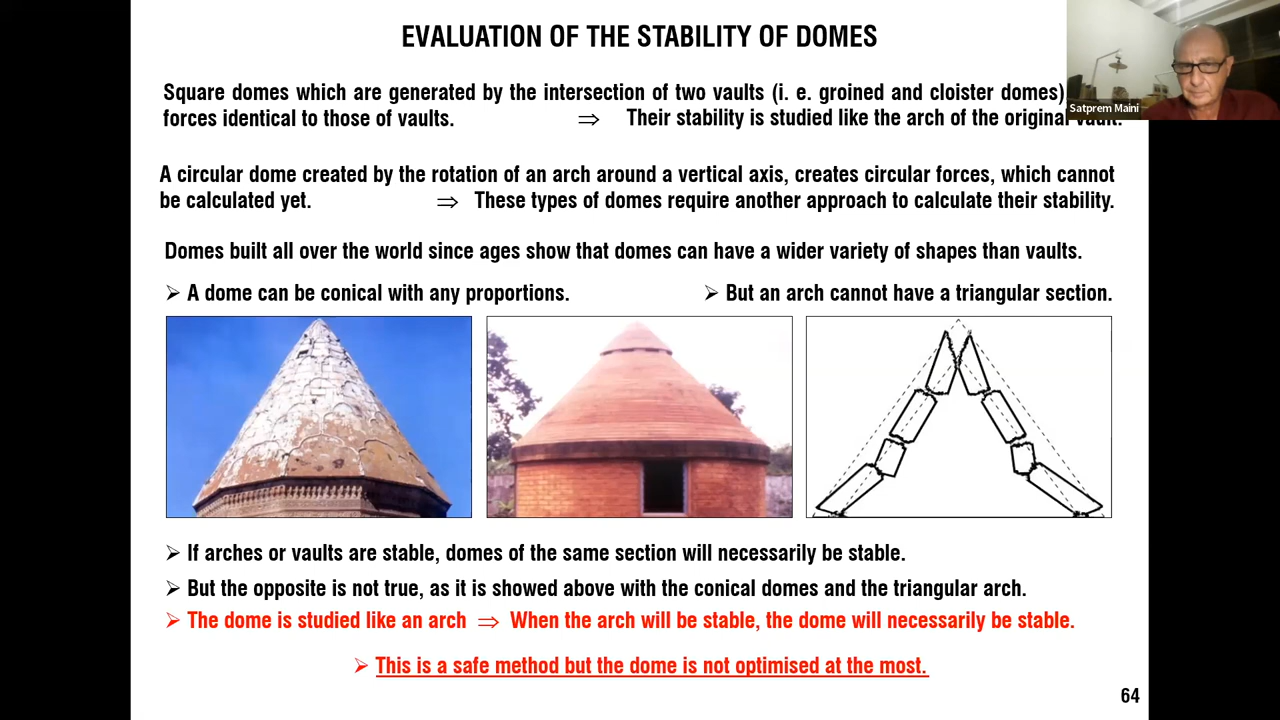 EVALUATION OF THE STABILITY OF DOMES
Satprem Maini
Square domes which are generated by the intersection of two vaults (i. e. groined and cloister domes)
forces identical to those of vaults. ⇒ Their stability is studied like the arch of the original vault.
A circular dome created by the rotation of an arch around a vertical axis, creates circular forces, which cannot
be calculated yet. ⇒ These types of domes require another approach to calculate their stability.
Domes built all over the world since ages show that domes can have a wider variety of shapes than vaults.
➢ A dome can be conical with any proportions. ➢ But an arch cannot have a triangular section.
➢ If arches or vaults are stable, domes of the same section will necessarily be stable.
➢ But the opposite is not true, as it is showed above with the conical domes and the triangular arch.
➢ The dome is studied like an arch ⇒ When the arch will be stable, the dome will necessarily be stable.
➢ This is a safe method but the dome is not optimised at the most.
64